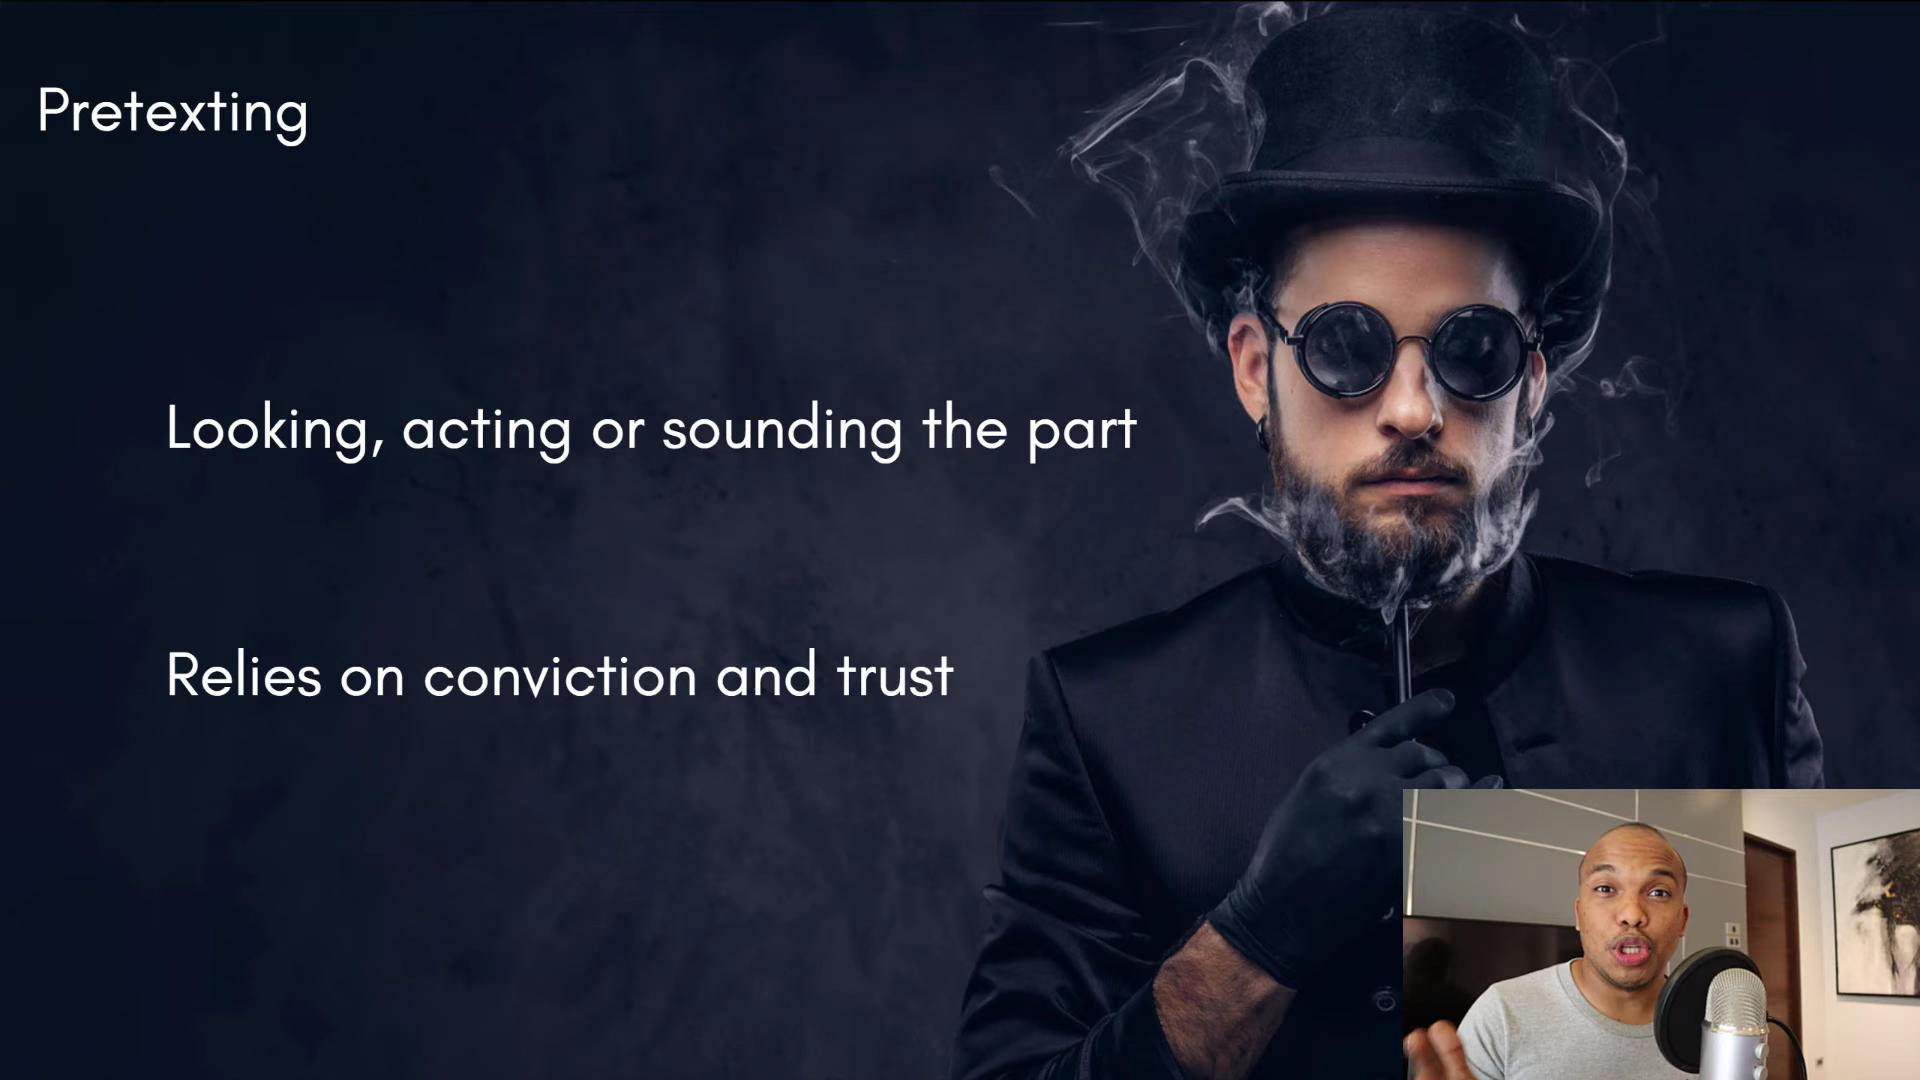 Pretexting
Looking, acting or sounding the part
Relies on conviction and trust